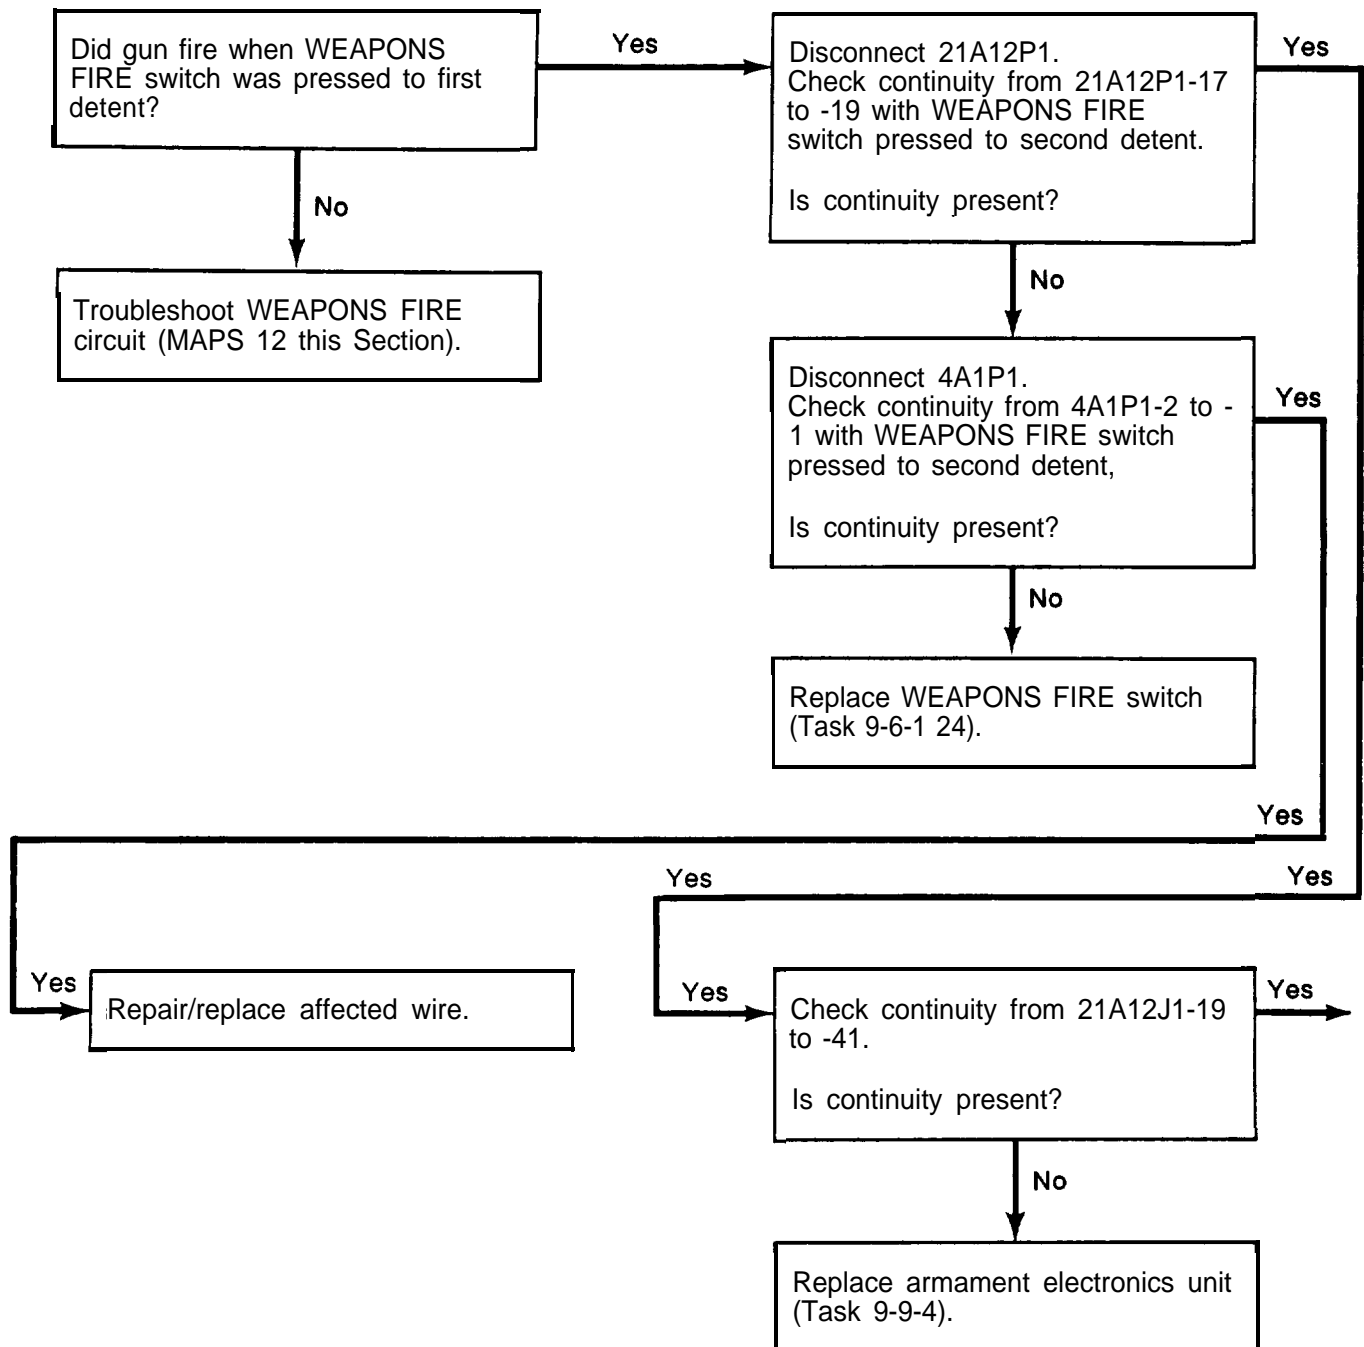 Did gun fire when WEAPONS
FIRE switch was pressed to first
detent?
Yes
Disconnect 21A12P1.
Check continuity from 21A12P1-17
to -19 with WEAPONS FIRE
switch pressed to second detent.
Is continuity present?
Yes
No
Troubleshoot WEAPONS FIRE
circuit (MAPS 12 this Section).
No
Disconnect 4A1P1.
Check continuity from 4A1P1-2 to -
1 with WEAPONS FIRE switch
pressed to second detent,
Is continuity present?
Yes
No
Replace WEAPONS FIRE switch
(Task 9-6-1 24).
Yes
Yes
Yes
Yes
Repair/replace affected wire.
Yes
Check continuity from 21A12J1-19
to -41.
Is continuity present?
Yes
No
Replace armament electronics unit
(Task 9-9-4).